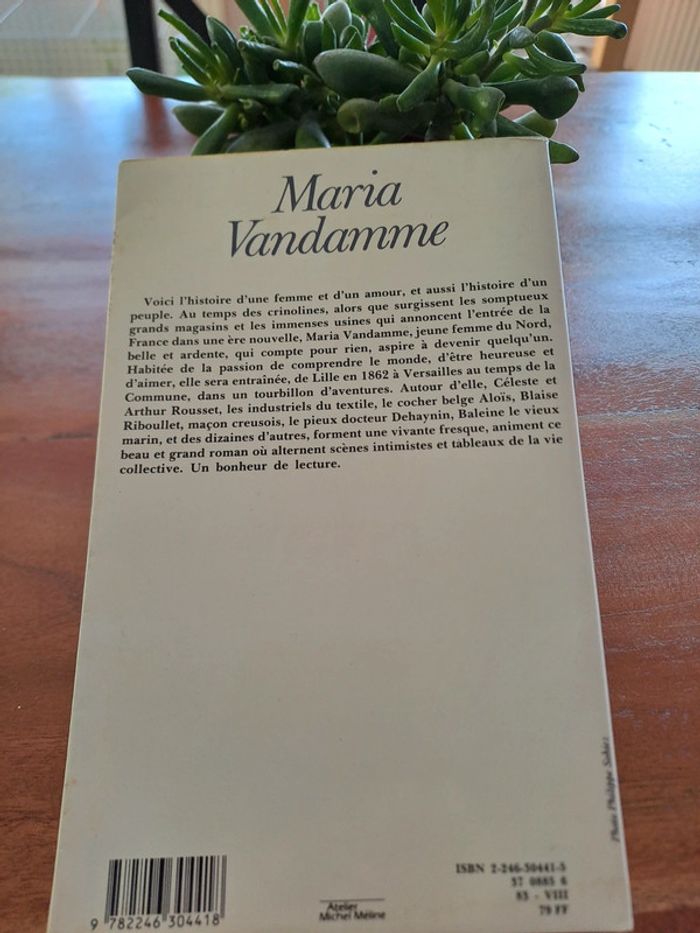 Maria
Vandamme
Voici l'histoire d'une femme et d'un amour, et aussi l'histoire d'un
peuple. Au temps des crinolines, alors que surgissent les somptueux
grands magasins et les immenses usines qui annoncent l'entrée de la
France dans une ère nouvelle, Maria Vandamme, jeune femme du Nord,
belle et ardente, qui compte pour rien, aspire à devenir quelqu'un.
Habitée de la passion de comprendre le monde, d'être heureuse et
d'aimer, elle sera entraînée, de Lille en 1862 à Versailles au temps de la
Commune, dans un tourbillon d'aventures. Autour d'elle, Céleste et
Arthur Rousset, les industriels du textile, le cocher belge Aloïs, Blaise
Riboullet, maçon creusois, le pieux docteur Dehaynin, Baleine le vieux
marin, et des dizaines d'autres, forment une vivante fresque, animent ce
beau et grand roman où alternent scènes intimistes et tableaux de la vie
collective. Un bonheur de lecture.
Photo Philippe
ISBN 2-246-30441-5
37 0885 6
83 - VIII
79 FF
Atelier
Michel Méline
9 782246 304418